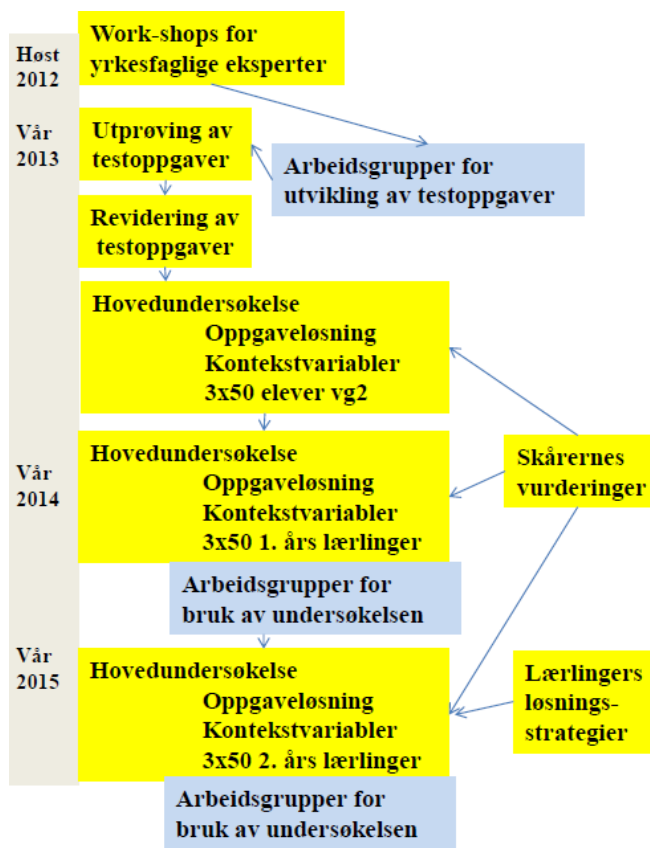 Høst
2012
Work-shops for
yrkesfaglige eksperter
Vår
2013
Utprøving av
testoppgaver
Arbeidsgrupper for
utvikling av testoppgaver
Revidering av
testoppgaver
Hovedundersøkelse
Oppgaveløsning
Kontekstvariabler
3x50 elever vg2
Vår
2014
Hovedundersøkelse
Oppgaveløsning
Kontekstvariabler
3x50 1. års lærlinger
Skårernes
vurderinger
Arbeidsgrupper for
bruk av undersøkelsen
Vår
2015
Hovedundersøkelse
Oppgaveløsning
Kontekstvariabler
3x50 2. års lærlinger
Lærlingers
løsnings-
strategier
Arbeidsgrupper for
bruk av undersøkelsen